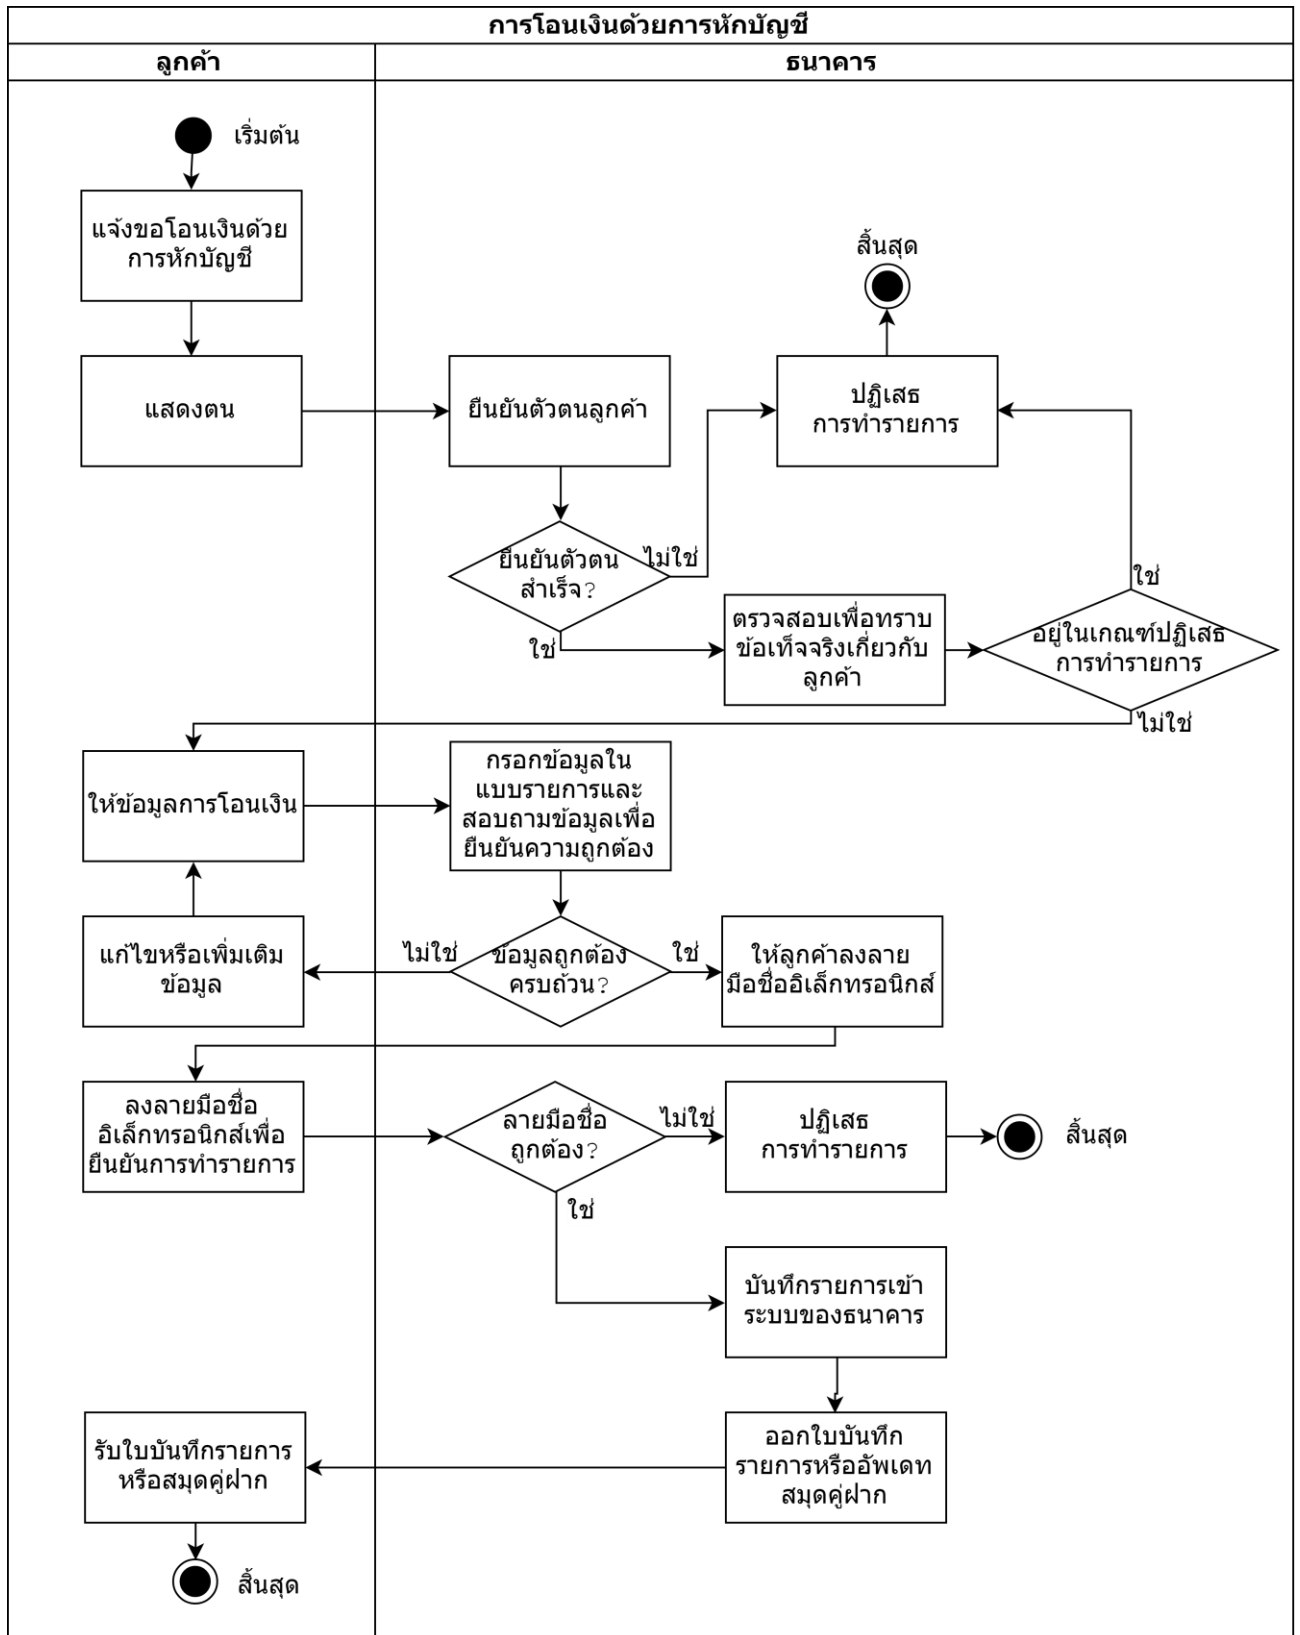 การโอนเงินด้วยการหักบัญชี
ลูกค้า
ธนาคาร
เริ่มต้น
แจ้งขอโอนเงินด้วย
การหักบัญชี
สิ้นสุด
แสดงตน
ยืนยันตัวตนลูกค้า
ปฏิเสธ
การทำรายการ
ยืนยันตัวตน
สำเร็จ?
ไม่ใช่
ใช่
ใช่
ตรวจสอบเพื่อทราบ
ข้อเท็จจริงเกี่ยวกับ
ลูกค้า
อยู่ในเกณฑ์ปฏิเสธ
การทำรายการ
ไม่ใช่
ให้ข้อมูลการโอนเงิน
กรอกข้อมูลใน
แบบรายการและ
สอบถามข้อมูลเพื่อ
ยืนยันความถูกต้อง
แก้ไขหรือเพิ่มเติม
ข้อมูล
ไม่ใช่
ข้อมูลถูกต้อง
ครบถ้วน?
ใช่
ให้ลูกค้าลงลาย
มือชื่ออิเล็กทรอนิกส์
ลงลายมือชื่อ
อิเล็กทรอนิกส์เพื่อ
ยืนยันการทำรายการ
ลายมือชื่อ
ถูกต้อง?
ไม่ใช่
ปฏิเสธ
การทำรายการ
สิ้นสุด
ใช่
บันทึกรายการเข้า
ระบบของธนาคาร
รับใบบันทึกรายการ
หรือสมุดคู่ฝาก
ออกใบบันทึก
รายการหรืออัพเดท
สมุดคู่ฝาก
สิ้นสุด